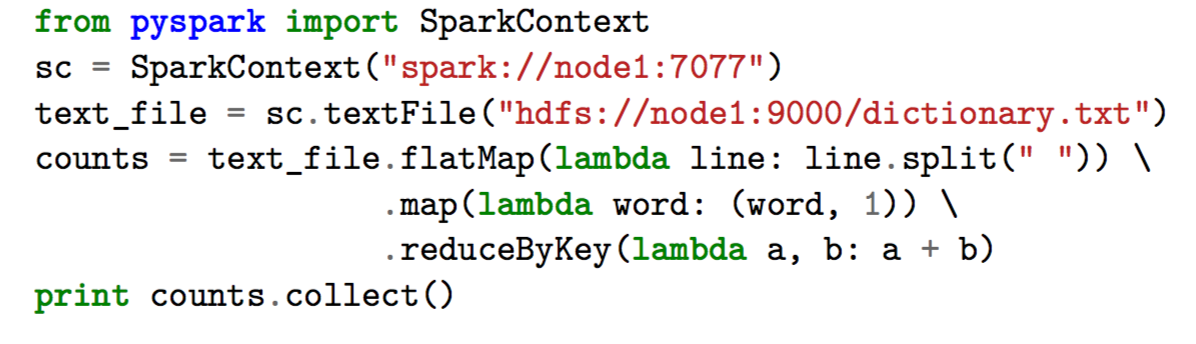 from pyspark import SparkContext
sc = SparkContext("spark://node1:7077")
text_file = sc.textFile("hdfs://node1:9000/dictionary.txt")
counts = text_file.flatMap(lambda line: line.split(" ")) \
.map(lambda word: (word, 1)) \
.reduceByKey(lambda a, b: a + b)
print counts.collect()